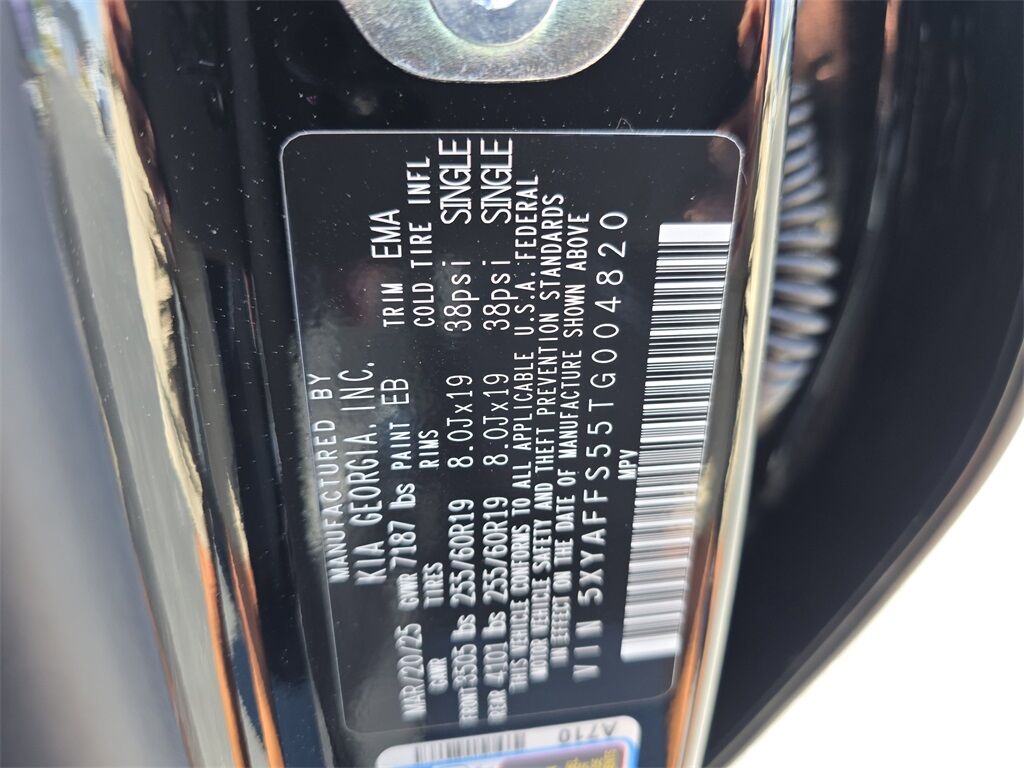 MANUFACTURED BY
KIA GEORGIA, INC.
MAR/20/25 GVWR 7187 lbs PAINT EB TRIM EMA
GAWR TIRES RIMS COLD TIRE INFL
FRONT 3505 lbs 255/60R19 8.0Jx19 38psi SINGLE
REAR 4101 lbs 255/60R19 8.0Jx19 38psi SINGLE
THIS VEHICLE CONFORMS TO ALL APPLICABLE U.S.A. FEDERAL
MOTOR VEHICLE SAFETY AND THEFT PREVENTION STANDARDS
IN EFFECT ON THE DATE OF MANUFACTURE SHOWN ABOVE
VIN 5XYAFFS55TG004820
MPV
A710